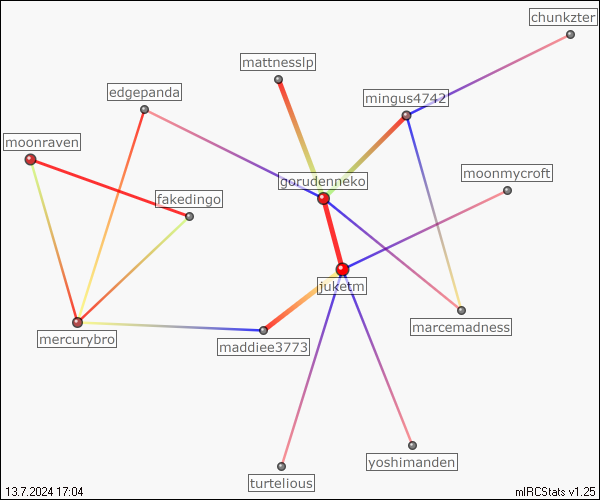 chunkzter
mattnesslp
edgepanda
mingus4742
moonraven
gotudenneko
moonmycroft
fakedingo
juketm
marcemadness
mercurybro
maddiee3773
yoshimanden
turtelious
13.7.2024 17:04
mIRCStats v1.25